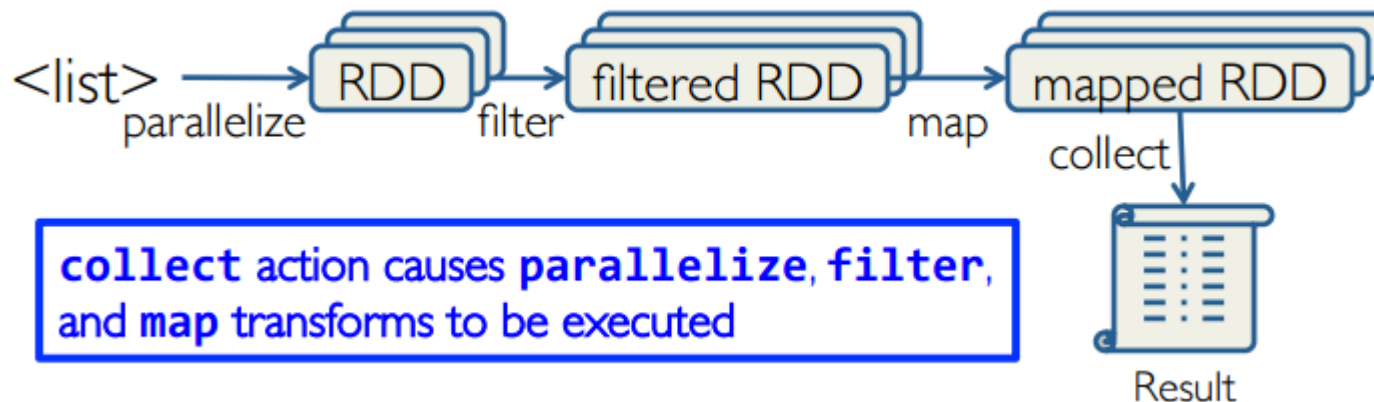 <list>
parallelize
RDD
filter
filtered RDD
map
mapped RDD
collect
collect action causes parallelize, filter,
and map transforms to be executed
Result